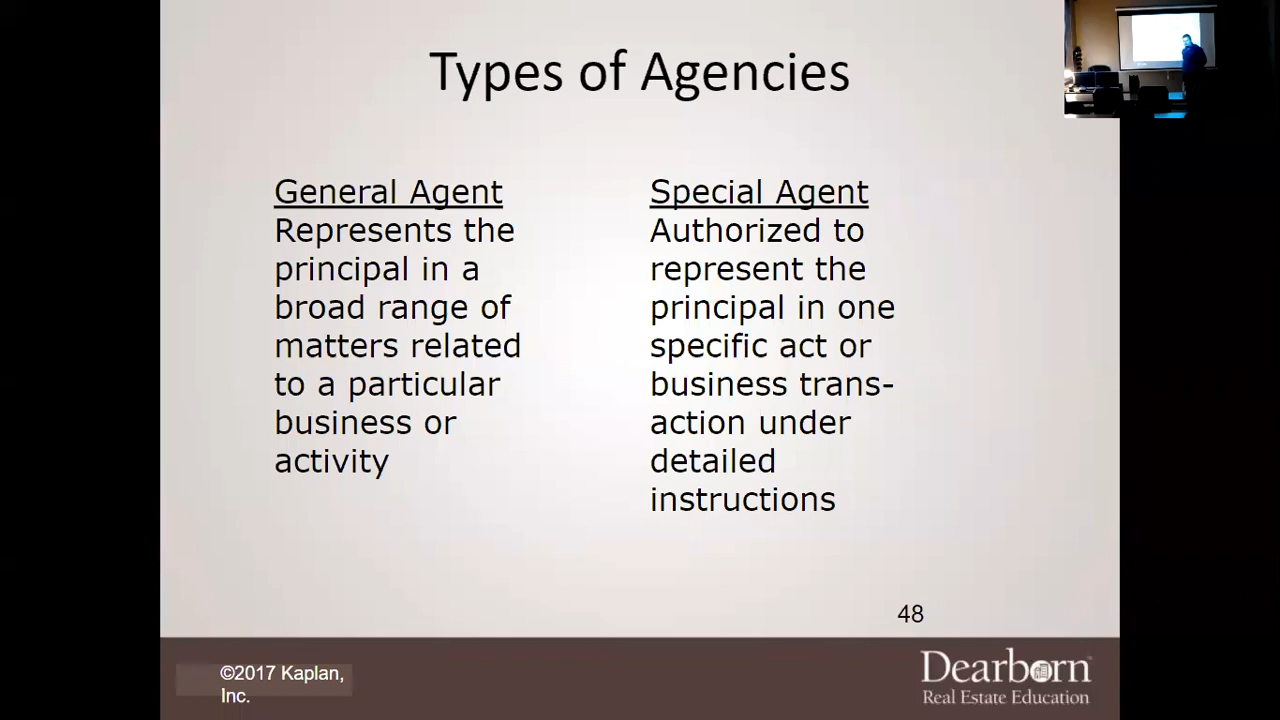 Types of Agencies
General Agent
Represents the
principal in a
broad range of
matters related
to a particular
business or
activity
Special Agent
Authorized to
represent the
principal in one
specific act or
business trans-
action under
detailed
instructions
48
©2017 Kaplan,
Inc.
Dearborn™
Real Estate Education